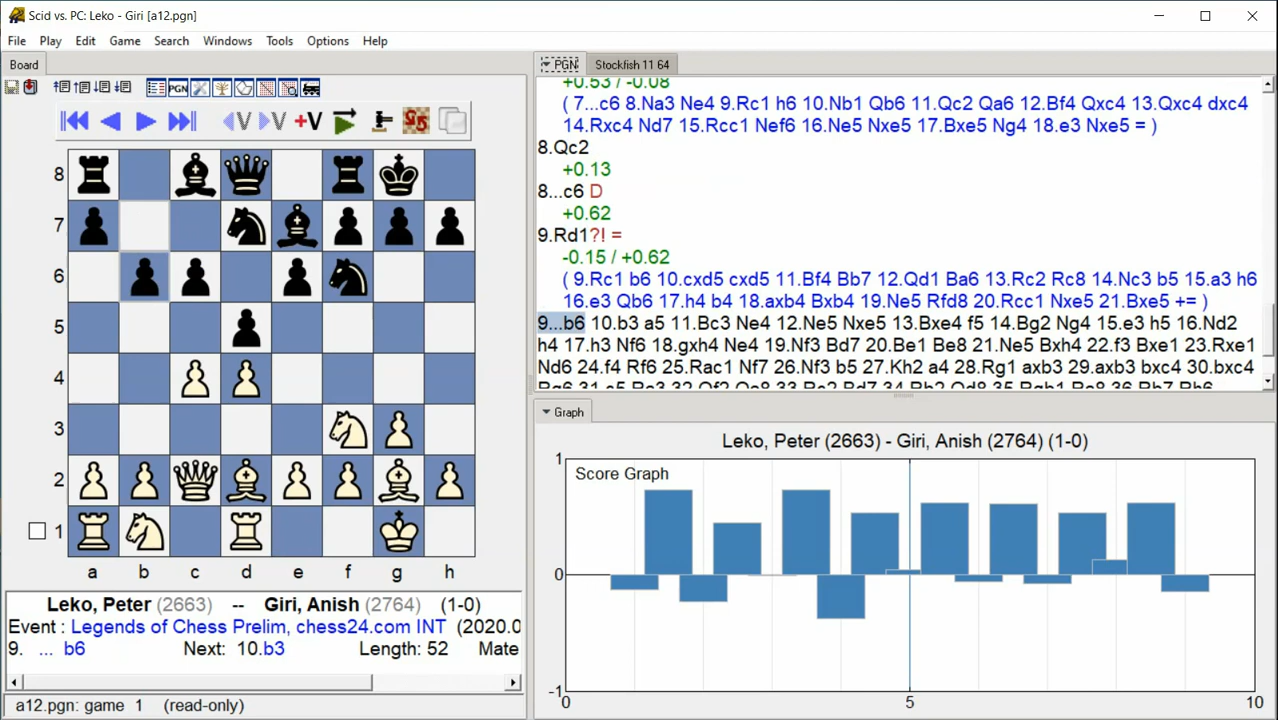 Scid vs. PC: Leko - Giri [a12.pgn]
File Play Edit Game Search Windows Tools Options Help
Board
PGN
+V
8
7
6
5
4
3
2
1
a b c d e f g h
Leko, Peter (2663) -- Giri, Anish (2764) (1-0)
Event : Legends of Chess Prelim, chess24.com INT (2020.0
9. ... b6 Next: 10.b3 Length: 52 Mate
a12.pgn: game 1 (read-only)
PGN Stockfish 11 64
+0.53 / -0.08
( 7...c6 8.Na3 Ne4 9.Rc1 h6 10.Nb1 Qb6 11.Qc2 Qa6 12.Bf4 Qxc4 13.Qxc4 dxc4
14.Rxc4 Nd7 15.Rcc1 Nef6 16.Ne5 Nxe5 17.Bxe5 Ng4 18.e3 Nxe5 = )
8.Qc2
+0.13
8...c6 D
+0.62
9.Rd1?! =
-0.15 / +0.62
( 9.Rc1 b6 10.cxd5 cxd5 11.Bf4 Bb7 12.Qd1 Ba6 13.Rc2 Rc8 14.Nc3 b5 15.a3 h6
16.e3 Qb6 17.h4 b4 18.axb4 Bxb4 19.Ne5 Rfd8 20.Rcc1 Nxe5 21.Bxe5 += )
9...b6 10.b3 a5 11.Bc3 Ne4 12.Ne5 Nxe5 13.Bxe4 f5 14.Bg2 Ng4 15.e3 h5 16.Nd2
h4 17.h3 Nf6 18.gxh4 Ne4 19.Nf3 Bd7 20.Be1 Be8 21.Ne5 Bxh4 22.f3 Bxe1 23.Rxe1
Nd6 24.f4 Rf6 25.Rac1 Nf7 26.Nf3 b5 27.Kh2 a4 28.Rg1 axb3 29.axb3 bxc4 30.bxc4
Graph
Leko, Peter (2663) - Giri, Anish (2764) (1-0)
Score Graph
1
0
-1
0 5 10